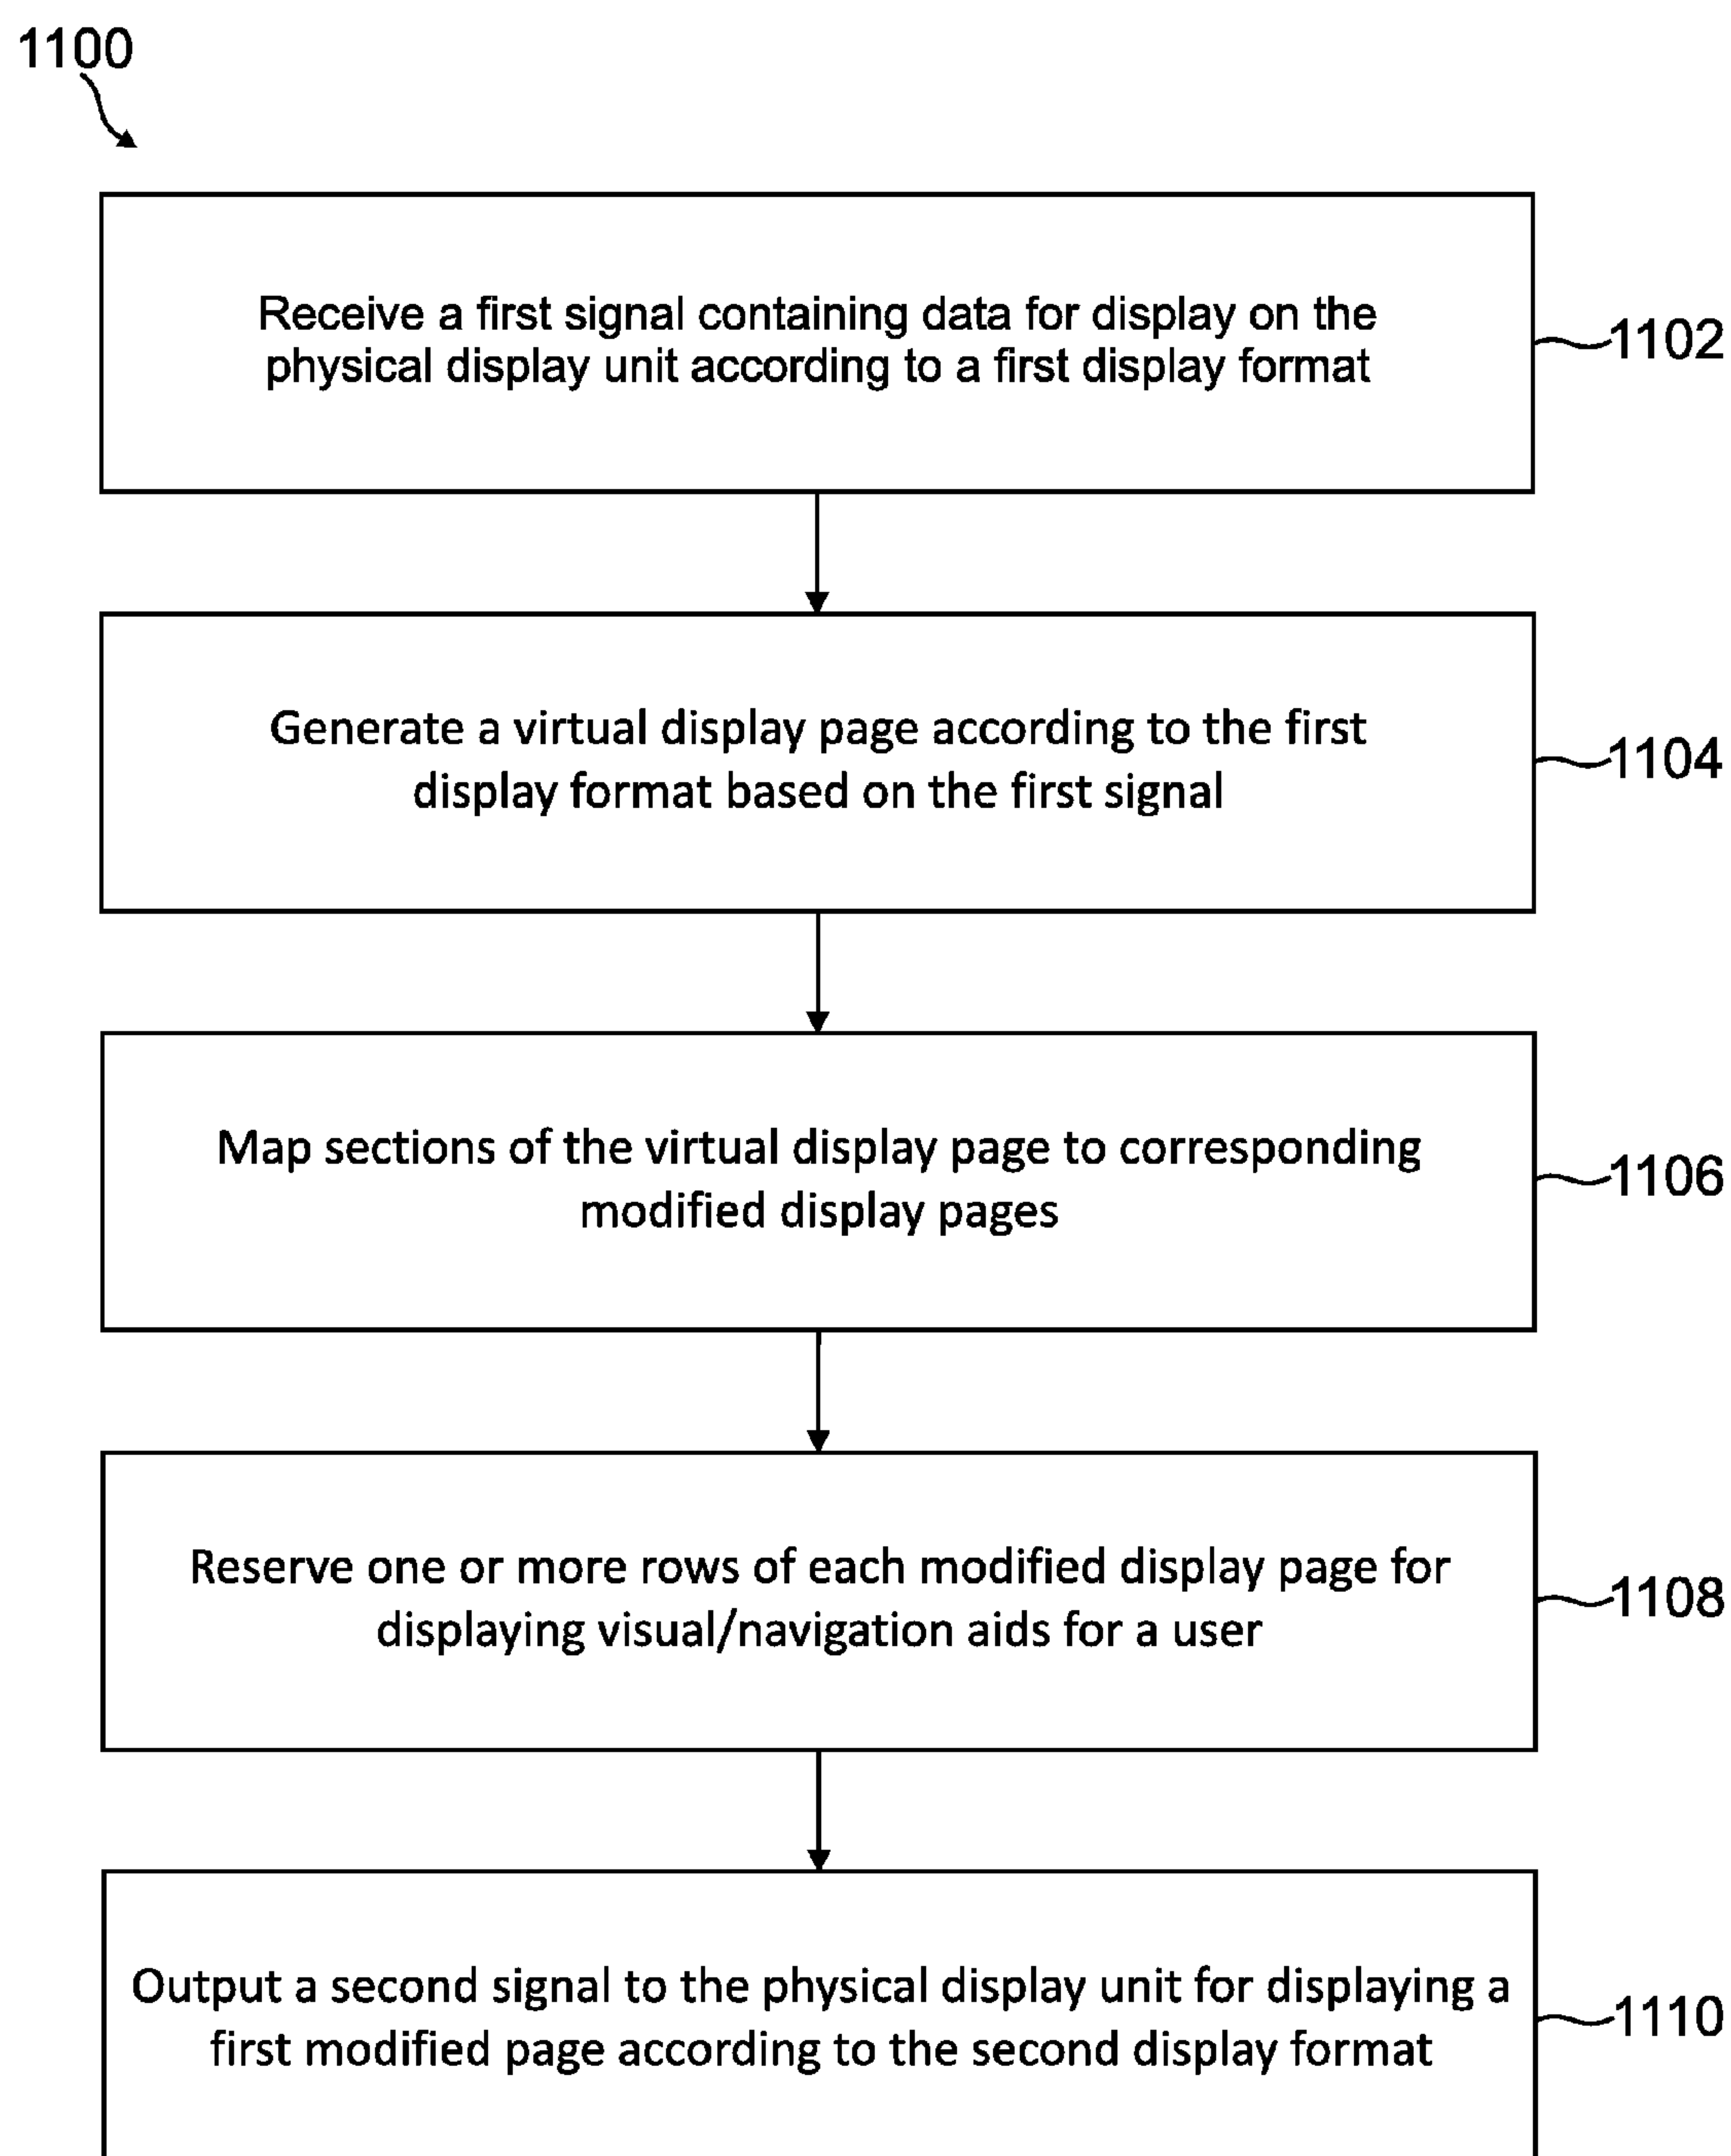 1100
Receive a first signal containing data for display on the
physical display unit according to a first display format
1102
Generate a virtual display page according to the first
display format based on the first signal
1104
Map sections of the virtual display page to corresponding
modified display pages
1106
Reserve one or more rows of each modified display page for
displaying visual/navigation aids for a user
1108
Output a second signal to the physical display unit for displaying a
first modified page according to the second display format
1110